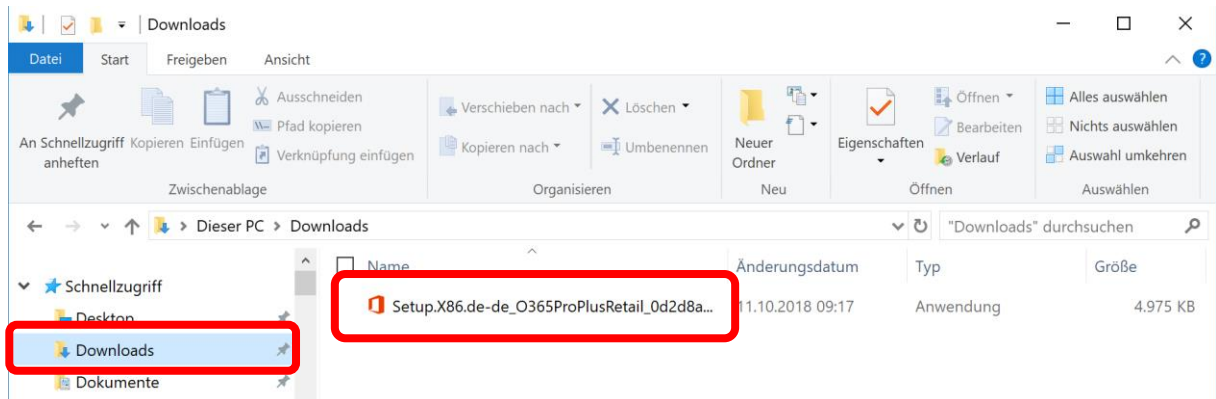 Downloads
Datei Start Freigeben Ansicht
An Schnellzugriff anheften
Kopieren
Einfügen
Ausschneiden
Pfad kopieren
Verknüpfung einfügen
Zwischenablage
Verschieben nach
Kopieren nach
Löschen
Umbenennen
Organisieren
Neuer
Ordner
Neu
Eigenschaften
Öffnen
Bearbeiten
Verlauf
Öffnen
Alles auswählen
Nichts auswählen
Auswahl umkehren
Auswählen
Dieser PC > Downloads
"Downloads" durchsuchen
Schnellzugriff
Desktop
Downloads
Dokumente
Name Änderungsdatum Typ Größe
Setup.X86.de-de_O365ProPlusRetail_0d2d8a... 11.10.2018 09:17 Anwendung 4.975 KB